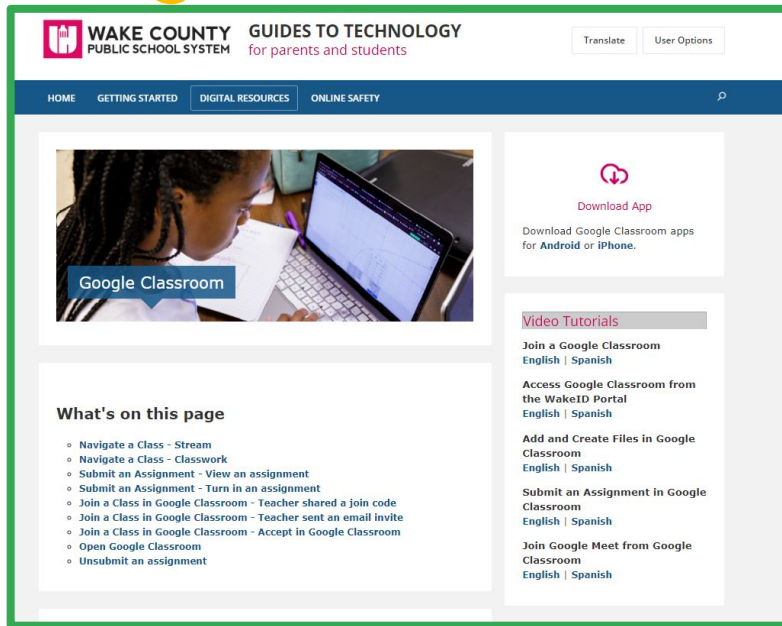 WAKE COUNTY
PUBLIC SCHOOL SYSTEM
GUIDES TO TECHNOLOGY
for parents and students
Translate
User Options
HOME
GETTING STARTED
DIGITAL RESOURCES
ONLINE SAFETY
Google Classroom
What's on this page
Navigate a Class - Stream
Navigate a Class - Classwork
Submit an Assignment - View an assignment
Submit an Assignment - Turn in an assignment
Join a Class in Google Classroom - Teacher shared a join code
Join a Class in Google Classroom - Teacher sent an email invite
Join a Class in Google Classroom - Accept in Google Classroom
Open Google Classroom
Unsubmit an assignment
Download App
Download Google Classroom apps
for Android or iPhone.
Video Tutorials
Join a Google Classroom
English | Spanish
Access Google Classroom from
the WakeID Portal
English | Spanish
Add and Create Files in Google
Classroom
English | Spanish
Submit an Assignment in Google
Classroom
English | Spanish
Join Google Meet from Google
Classroom
English | Spanish